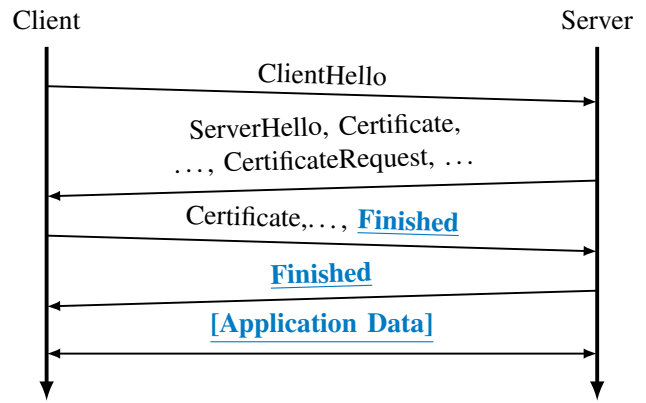 Client
Server
ClientHello
ServerHello, Certificate,
..., CertificateRequest, ...
Certificate,..., Finished
Finished
[Application Data]